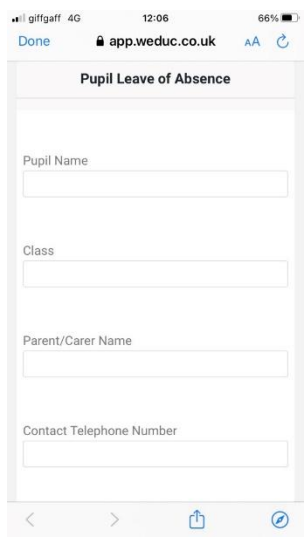 giffgaff 4G 12:06 66%
Done app.weduc.co.uk AA
Pupil Leave of Absence
Pupil Name
Class
Parent/Carer Name
Contact Telephone Number